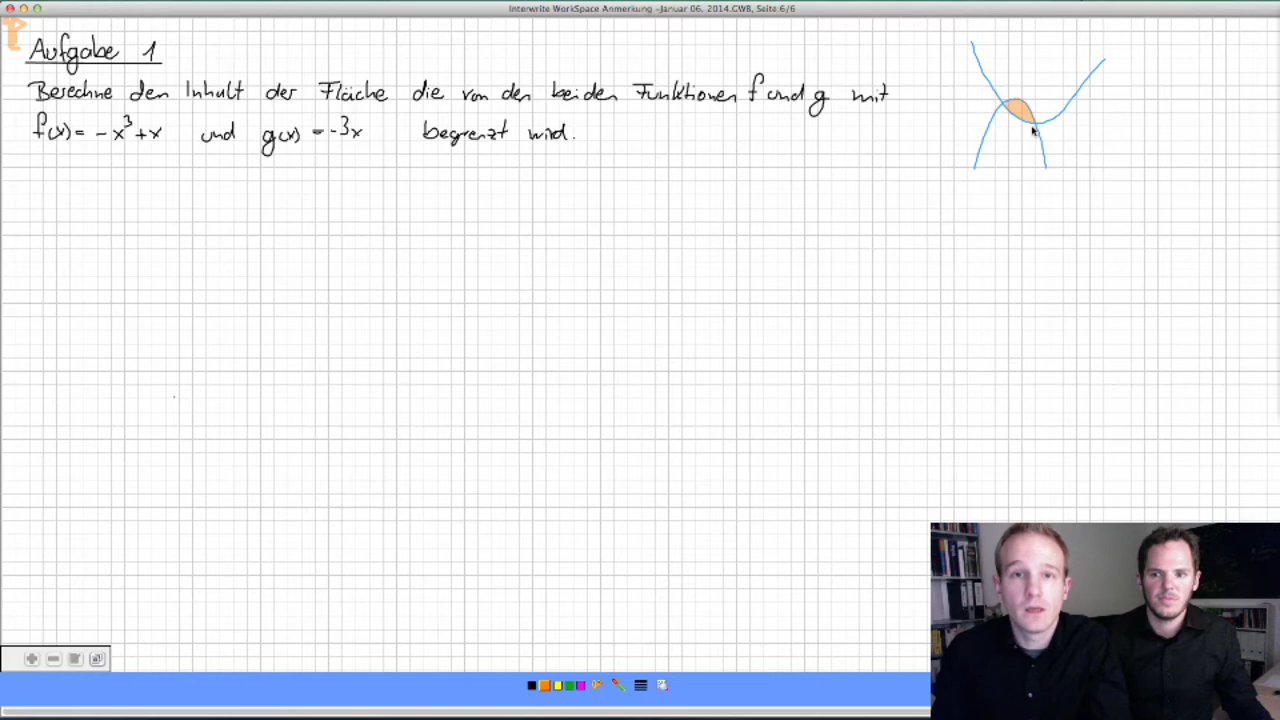 Interwrite WorkSpace Anmerkung -Januar 06, 2014.GWB, Seite 6/6
Aufgabe 1
Berechne den Inhalt der Fläche die von den beiden Funktionen f und g mit
f(x) = -x³+x und g(x) = -3x begrenzt wird.